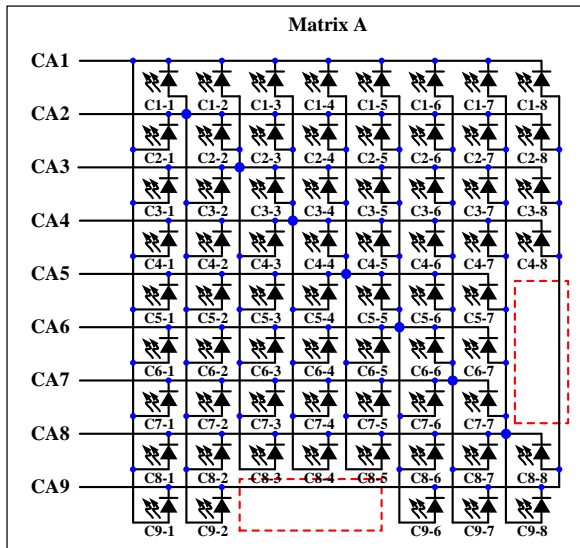 Matrix A
CA1
C1-1 C1-2 C1-3 C1-4 C1-5 C1-6 C1-7 C1-8
CA2
C2-1 C2-2 C2-3 C2-4 C2-5 C2-6 C2-7 C2-8
CA3
C3-1 C3-2 C3-3 C3-4 C3-5 C3-6 C3-7 C3-8
CA4
C4-1 C4-2 C4-3 C4-4 C4-5 C4-6 C4-7 C4-8
CA5
C5-1 C5-2 C5-3 C5-4 C5-5 C5-6 C5-7
CA6
C6-1 C6-2 C6-3 C6-4 C6-5 C6-6 C6-7
CA7
C7-1 C7-2 C7-3 C7-4 C7-5 C7-6 C7-7
CA8
C8-1 C8-2 C8-3 C8-4 C8-5 C8-6 C8-7 C8-8
CA9
C9-1 C9-2 C9-6 C9-7 C9-8